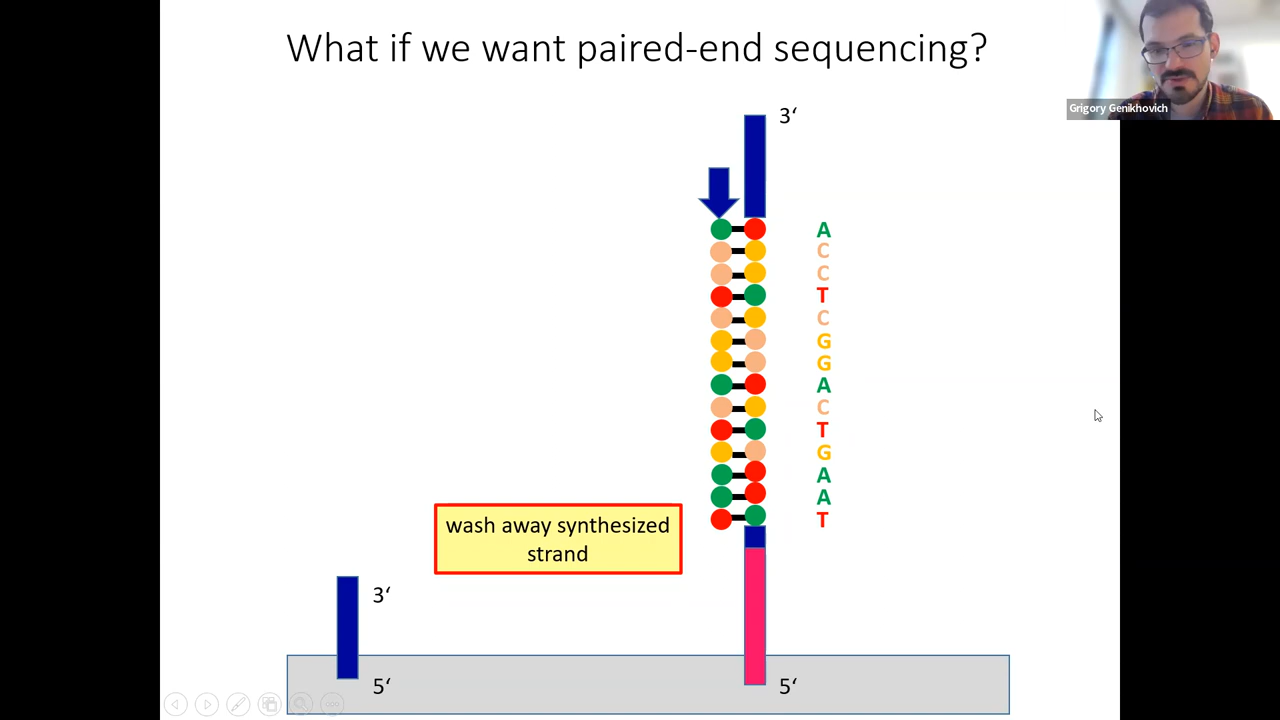 What if we want paired-end sequencing?
Grigory Genikhovich
3‘
A
C
C
T
C
G
G
A
C
T
G
A
A
T
wash away synthesized
strand
3‘
5‘
5‘